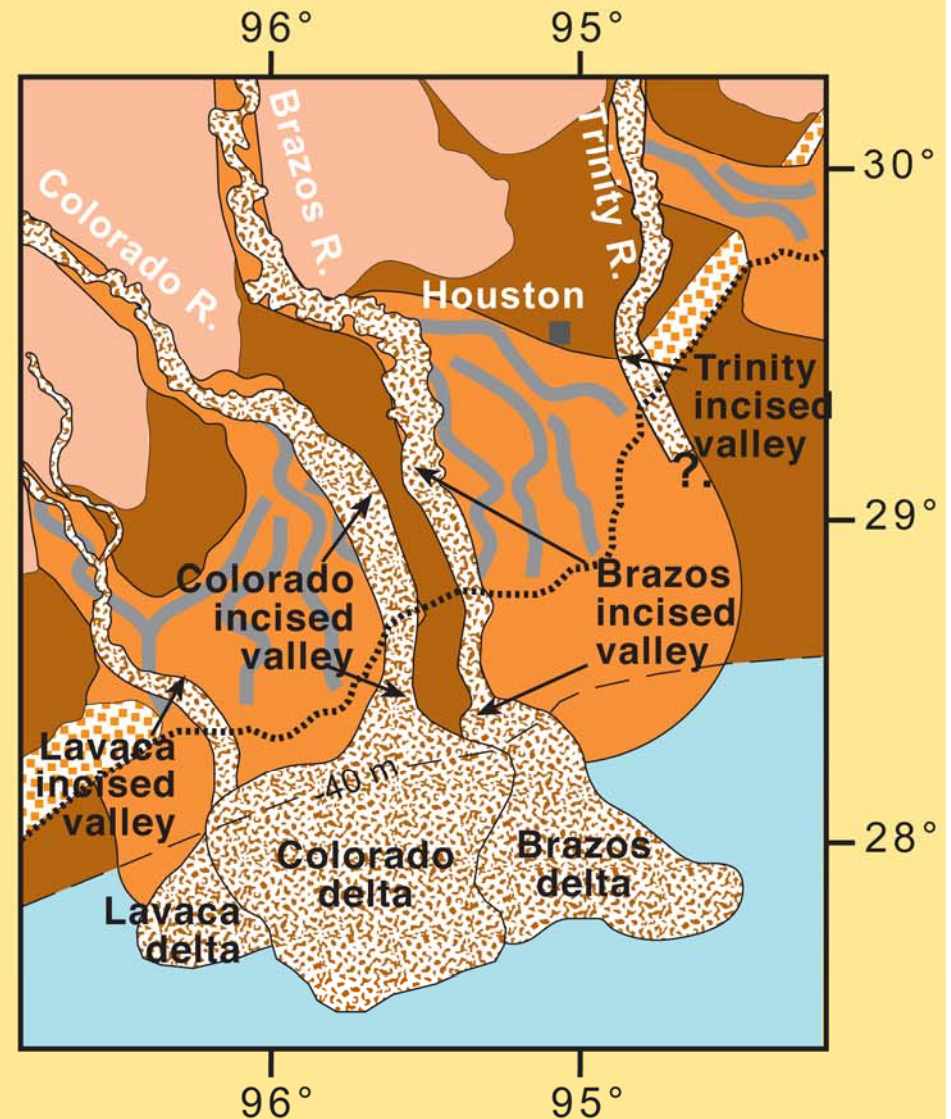 96°
95°
Brazos R.
Trinity R.
30°
Colorado R.
Houston
Trinity
incised
valley
?.
29°
Colorado
incised
valley
Brazos
incised
valley
Lavaca
incised
valley
40 m
28°
Colorado
delta
Brazos
delta
Lavaca
delta
96°
95°